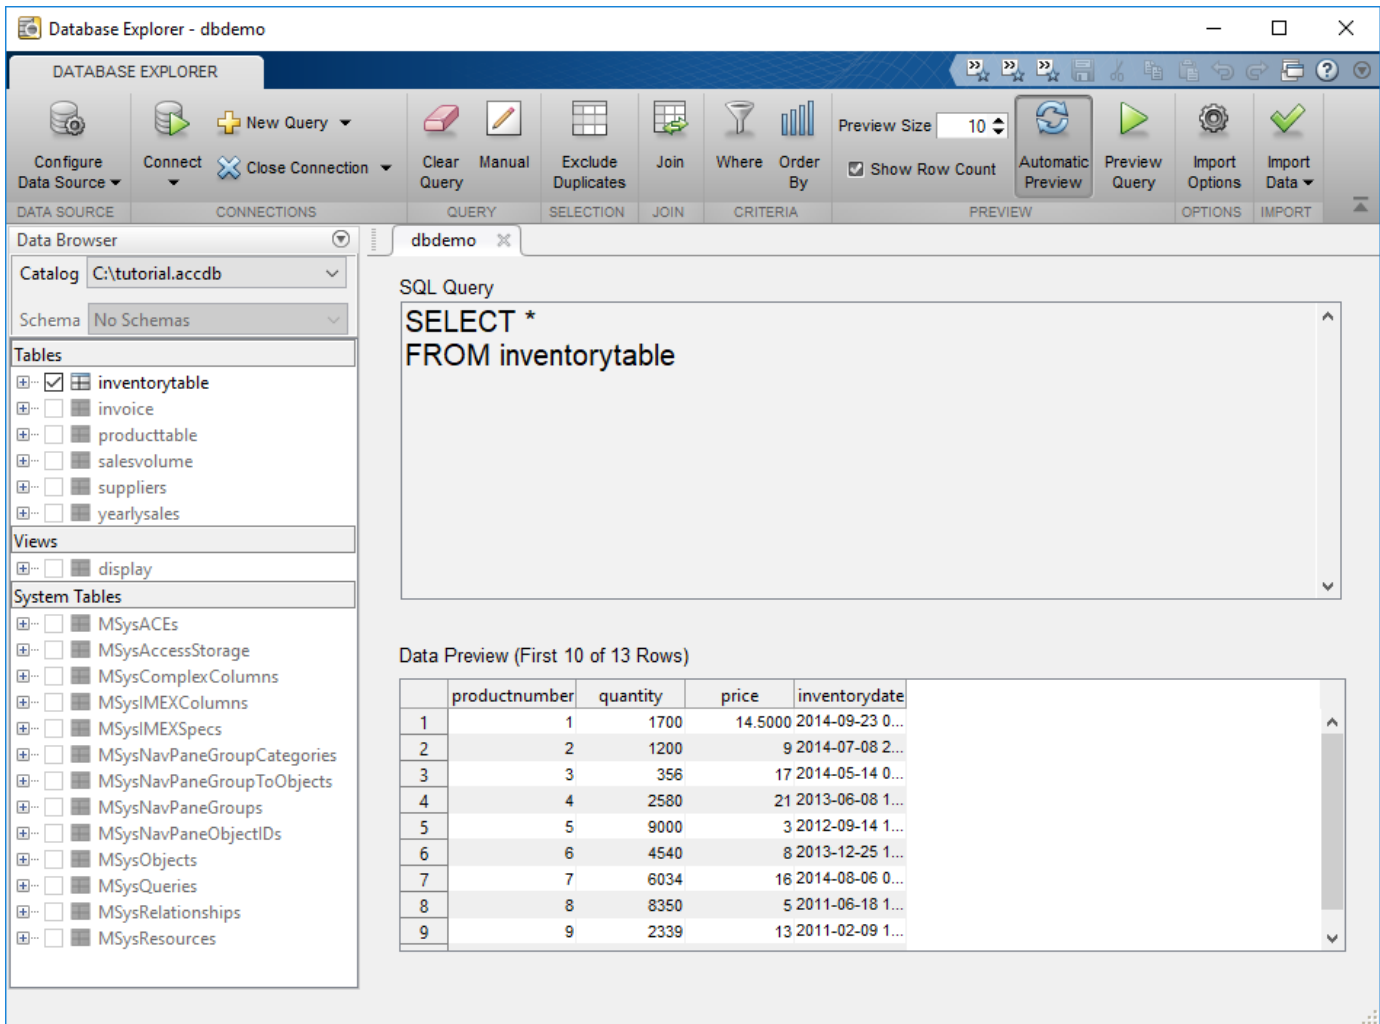 Database Explorer - dbdemo
DATABASE EXPLORER
Configure Data Source
Connect
New Query
Close Connection
Clear Query
Manual
Exclude Duplicates
Join
Where
Order By
Preview Size 10
Show Row Count
Automatic Preview
Preview Query
Import Options
Import Data
DATA SOURCE CONNECTIONS QUERY SELECTION JOIN CRITERIA PREVIEW OPTIONS IMPORT
Data Browser
Catalog C:\tutorial.accdb
Schema No Schemas
Tables
inventorytable
invoice
producttable
salesvolume
suppliers
yearlysales
Views
display
System Tables
MSysACEs
MSysAccessStorage
MSysComplexColumns
MSysIMEXColumns
MSysIMEXSpecs
MSysNavPaneGroupCategories
MSysNavPaneGroupToObjects
MSysNavPaneGroups
MSysNavPaneObjectIDs
MSysObjects
MSysQueries
MSysRelationships
MSysResources
dbdemo
SQL Query
SELECT *
FROM inventorytable
Data Preview (First 10 of 13 Rows)
productnumber quantity price inventorydate
1 1 1700 14.5000 2014-09-23 0...
2 2 1200 9 2014-07-08 2...
3 3 356 17 2014-05-14 0...
4 4 2580 21 2013-06-08 1...
5 5 9000 3 2012-09-14 1...
6 6 4540 8 2013-12-25 1...
7 7 6034 16 2014-08-06 0...
8 8 8350 5 2011-06-18 1...
9 9 2339 13 2011-02-09 1...